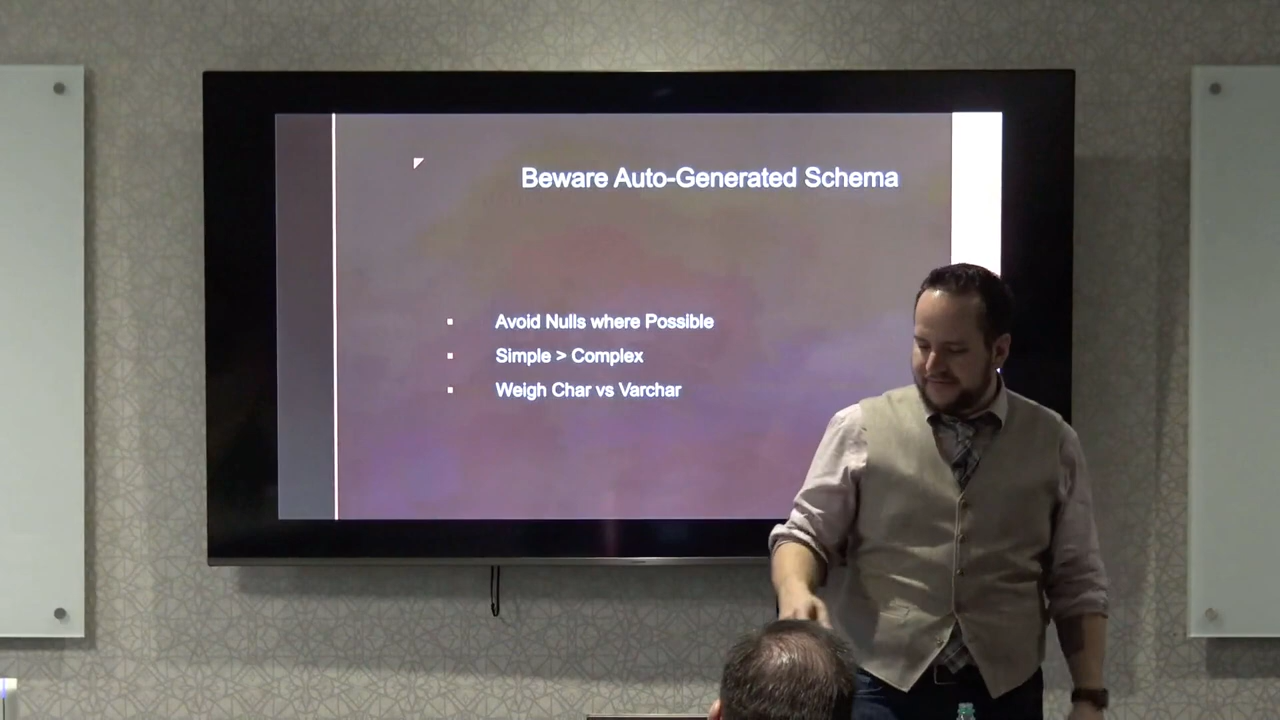 Beware Auto-Generated Schema
Avoid Nulls where Possible
Simple > Complex
Weigh Char vs Varchar